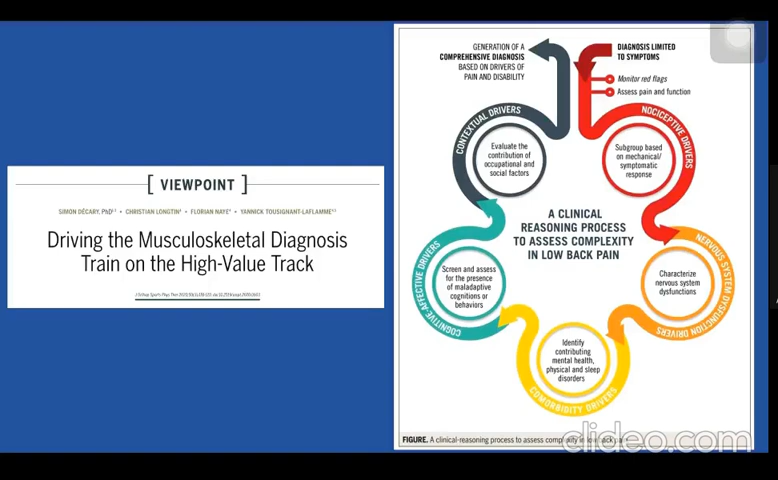 [ VIEWPOINT ]
SIMON DÉCARY, PhD • CHRISTIAN LONGTIN • FLORIAN NAYE • YANNICK TOUSIGNANT-LAFLAMME
Driving the Musculoskeletal Diagnosis
Train on the High-Value Track
GENERATION OF A
COMPREHENSIVE DIAGNOSIS
BASED ON DRIVERS OF
PAIN AND DISABILITY
DIAGNOSIS LIMITED
TO SYMPTOMS
Monitor red flags
Assess pain and function
NOCICEPTIVE DRIVERS
Subgroup based
on mechanical/
symptomatic
response
NERVOUS SYSTEM DYSFUNCTION DRIVERS
Characterize
nervous system
dysfunctions
COMORBIDITY DRIVERS
Identify
contributing
mental health,
physical and sleep
disorders
COGNITIVE-AFFECTIVE DRIVERS
Screen and assess
for the presence
of maladaptive
cognitions or
behaviors
CONTEXTUAL DRIVERS
Evaluate the
contribution of
occupational and
social factors
A CLINICAL
REASONING PROCESS
TO ASSESS COMPLEXITY
IN LOW BACK PAIN
FIGURE. A clinical-reasoning process to assess complexity in low back pain
clideo.com